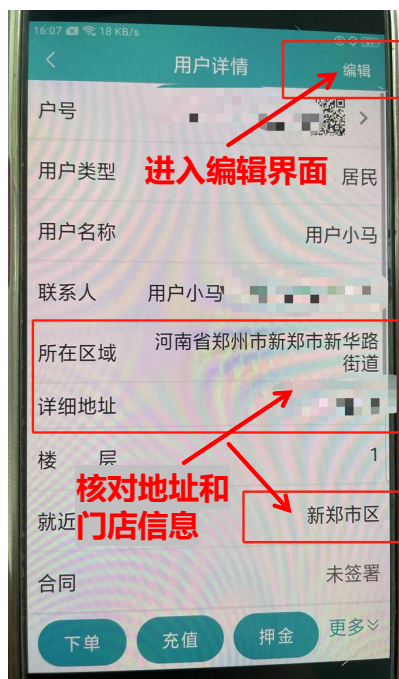 16:07 18 KB/s
用户详情
编辑
户号
进入编辑界面
用户类型
居民
用户名称
用户小马
联系人
用户小马
所在区域
河南省郑州市新郑市新华路
街道
详细地址
楼 层
1
核对地址和
门店信息
就近
新郑市区
合同
未签署
下单
充值
押金
更多